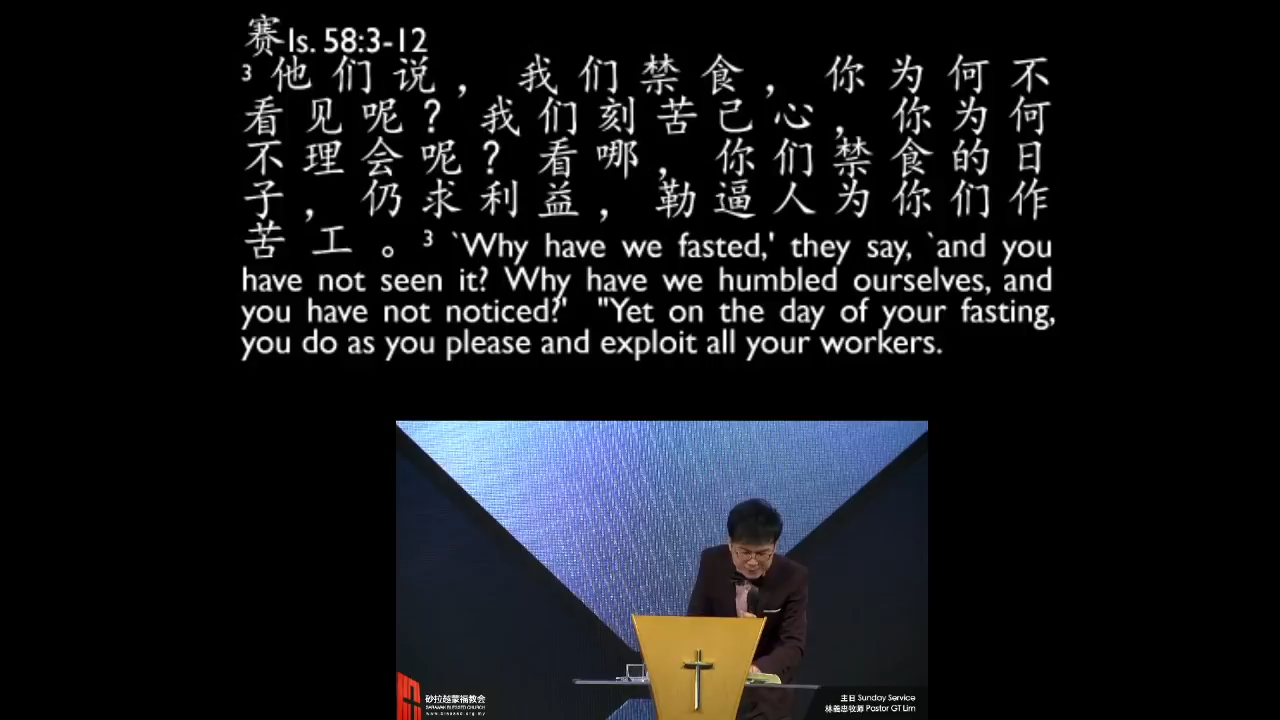 赛Is. 58:3-12
3 他们说，我们禁食，你为何不
看见呢？我们刻苦己心，你为何
不理会呢？看哪，你们禁食的日
子，仍求利益，勒逼人为你们作
苦工。3 `Why have we fasted,' they say, `and you
have not seen it? Why have we humbled ourselves, and
you have not noticed?' "Yet on the day of your fasting,
you do as you please and exploit all your workers.
砂拉越蒙福教会
SARAWAK BLESSED CHURCH
主日 Sunday Service
林義忠牧师 Pastor GT Lim